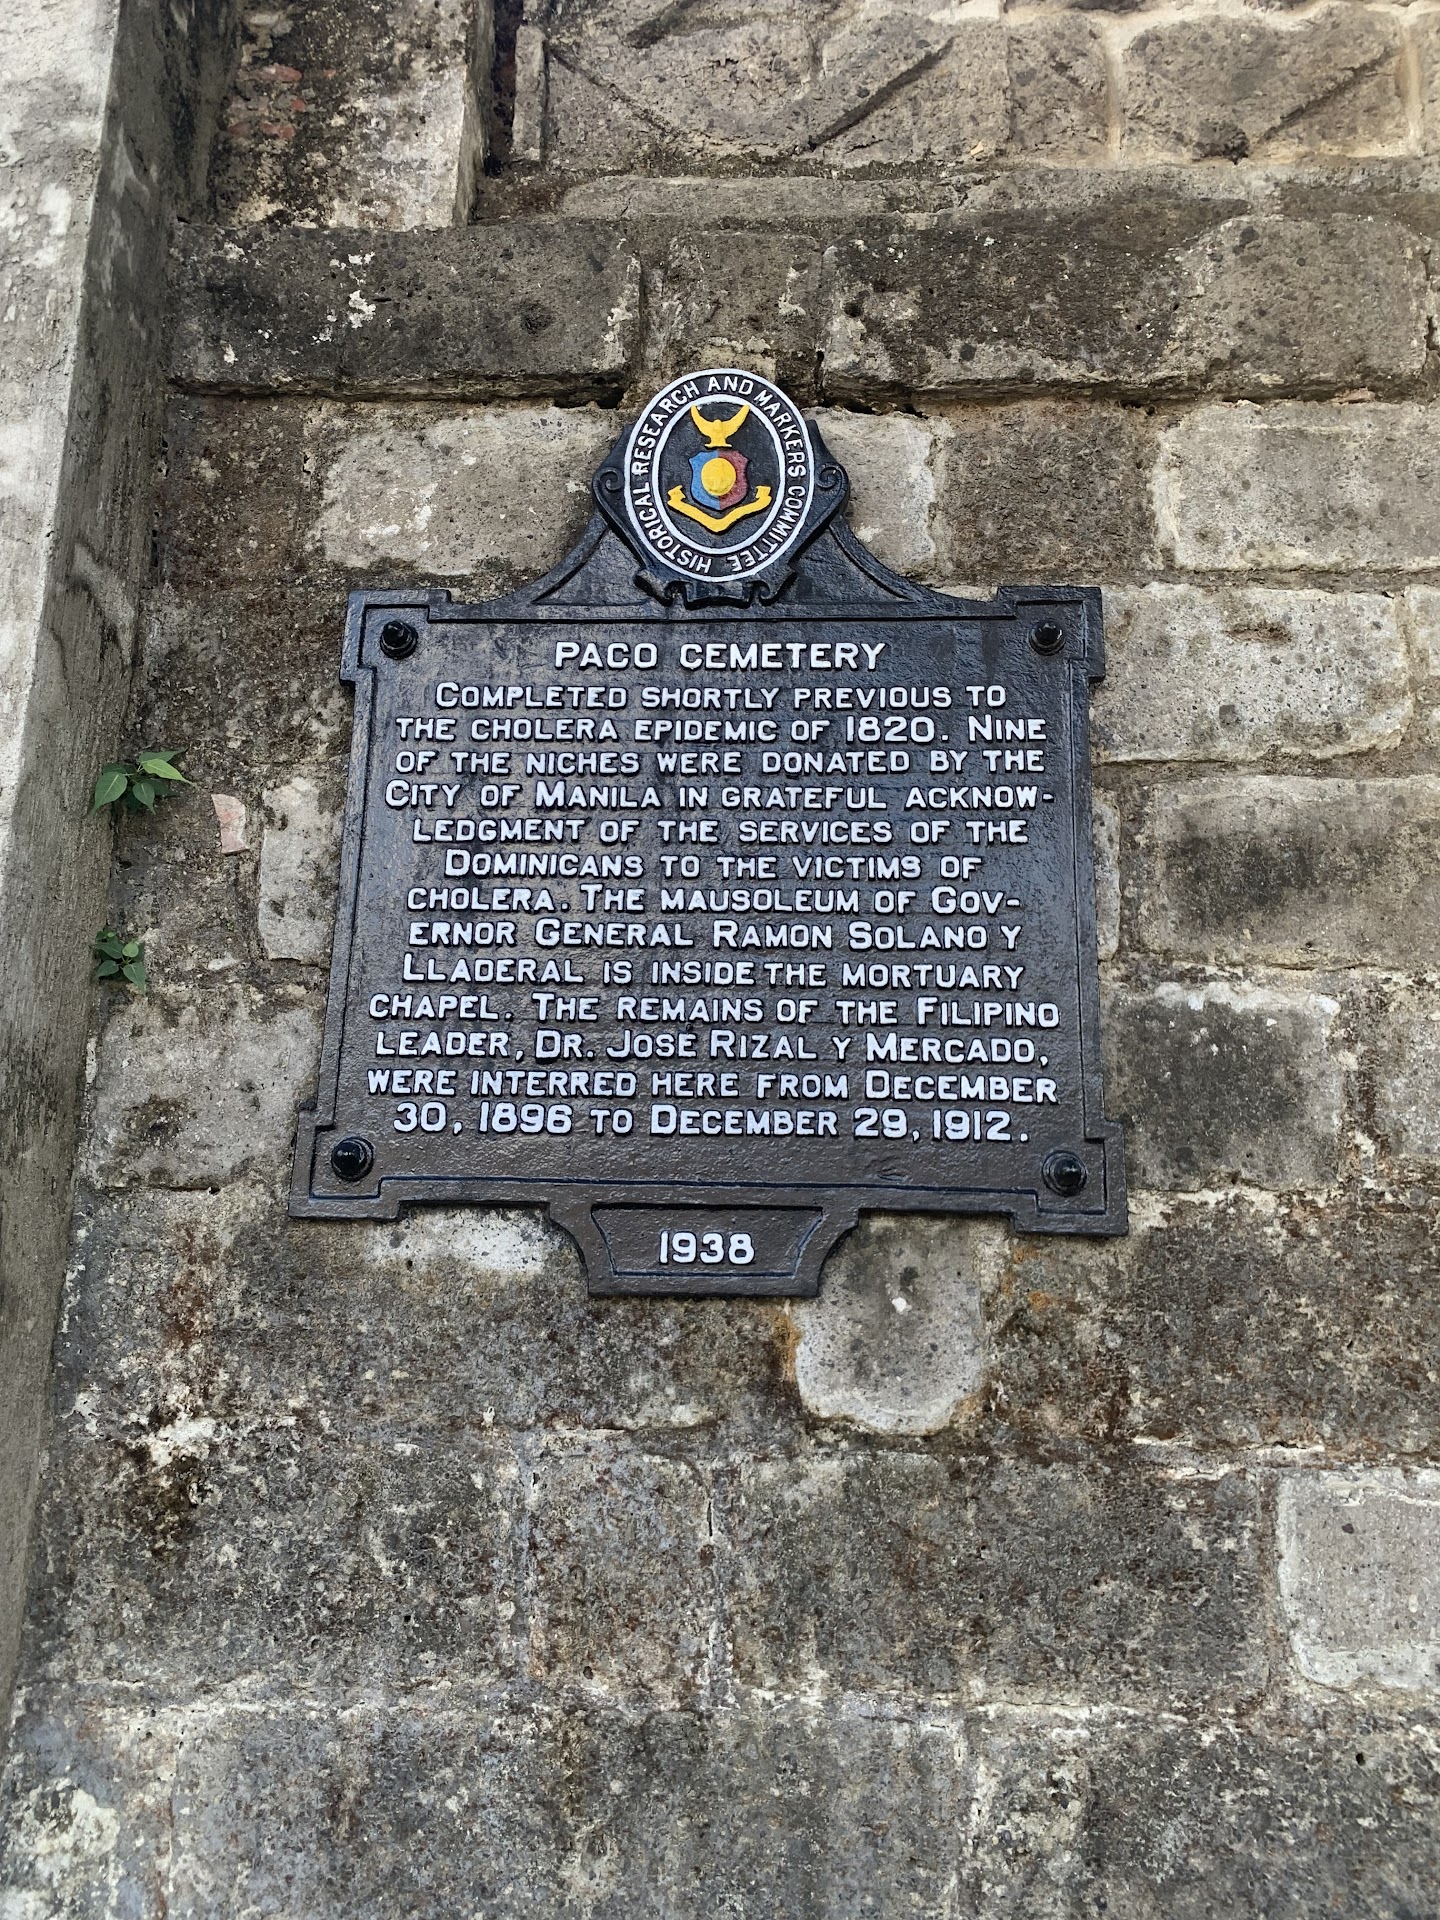 HISTORICAL RESEARCH AND MARKERS COMMITTEE
PACO CEMETERY
COMPLETED SHORTLY PREVIOUS TO
THE CHOLERA EPIDEMIC OF 1820. NINE
OF THE NICHES WERE DONATED BY THE
CITY OF MANILA IN GRATEFUL ACKNOW-
LEDGMENT OF THE SERVICES OF THE
DOMINICANS TO THE VICTIMS OF
CHOLERA. THE MAUSOLEUM OF GOV-
ERNOR GENERAL RAMON SOLANO Y
LLADERAL IS INSIDE THE MORTUARY
CHAPEL. THE REMAINS OF THE FILIPINO
LEADER, DR. JOSÉ RIZAL Y MERCADO,
WERE INTERRED HERE FROM DECEMBER
30, 1896 TO DECEMBER 29, 1912.
1938